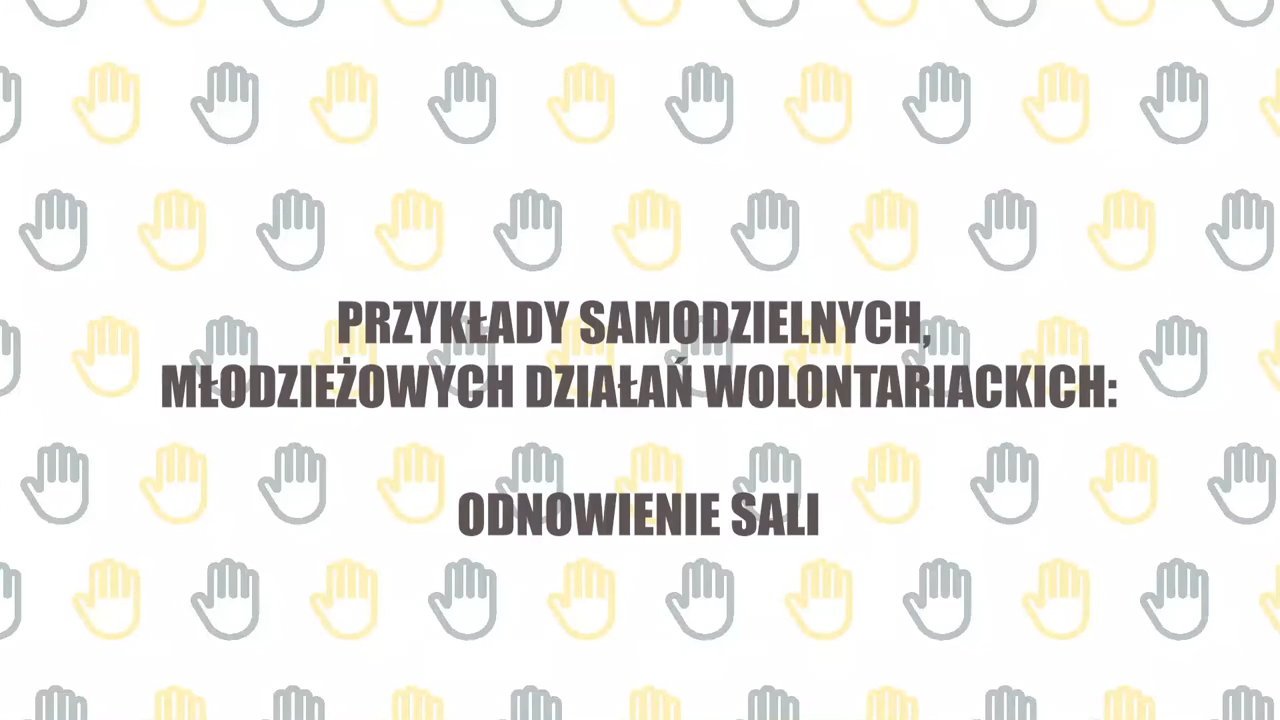 PRZYKŁADY SAMODZIELNYCH,
MŁODZIEŻOWYCH DZIAŁAŃ WOLONTARIACKICH:
ODNOWIENIE SALI